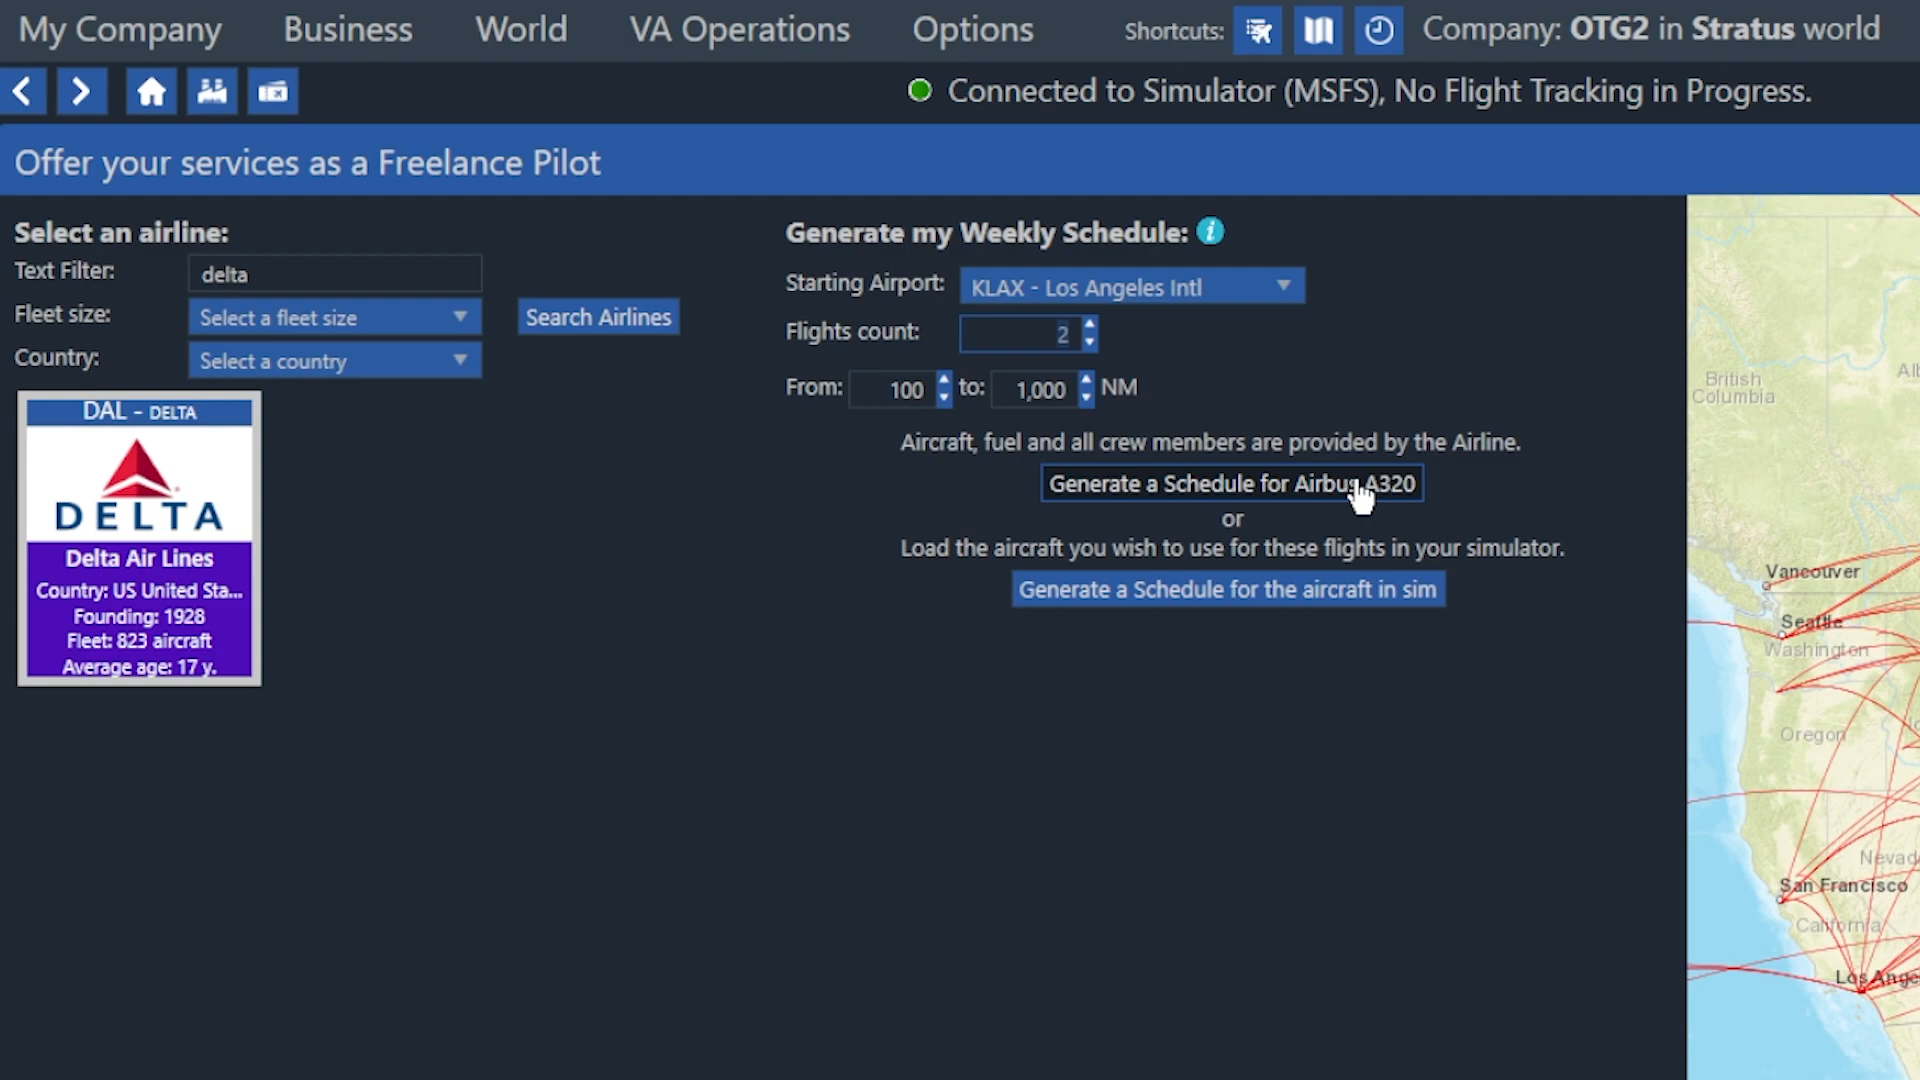 My Company
Business
World
VA Operations
Options
Shortcuts:
Company: OTG2 in Stratus world
Connected to Simulator (MSFS), No Flight Tracking in Progress.
Offer your services as a Freelance Pilot
Select an airline:
Text Filter:
delta
Fleet size:
Select a fleet size
Search Airlines
Country:
Select a country
DAL - DELTA
DELTA
Delta Air Lines
Country: US United Sta...
Founding: 1928
Fleet: 823 aircraft
Average age: 17 y.
Generate my Weekly Schedule:
Starting Airport:
KLAX - Los Angeles Intl
Flights count:
2
From: 100 to: 1,000 NM
Aircraft, fuel and all crew members are provided by the Airline.
Generate a Schedule for Airbus A320
or
Load the aircraft you wish to use for these flights in your simulator.
Generate a Schedule for the aircraft in sim
British
Columbia
Alb
Vancouver
Seattle
Washington
Oregon
Nevad
San Francisco
California
Los Ange